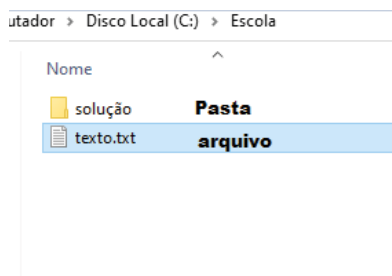 utador > Disco Local (C:) > Escola
Nome
solução Pasta
texto.txt arquivo